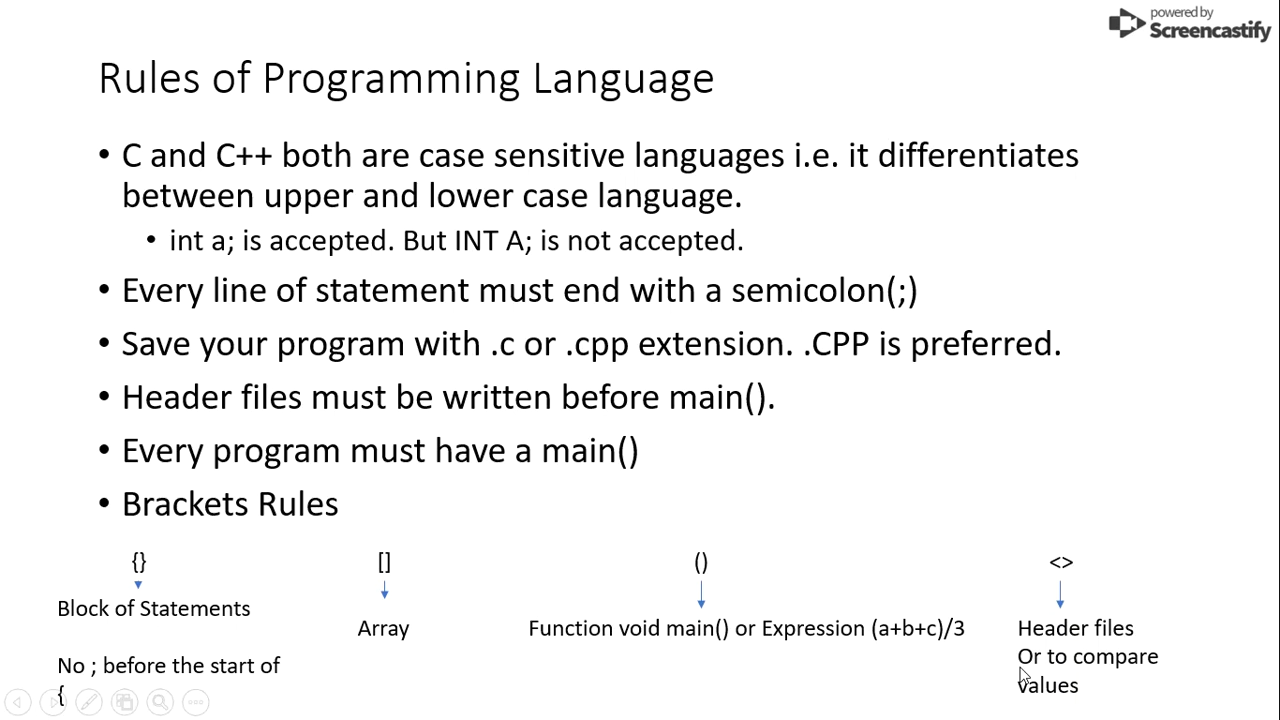 powered by
Screencastify
Rules of Programming Language
• C and C++ both are case sensitive languages i.e. it differentiates
between upper and lower case language.
• int a; is accepted. But INT A; is not accepted.
• Every line of statement must end with a semicolon(;)
• Save your program with .c or .cpp extension. .CPP is preferred.
• Header files must be written before main().
• Every program must have a main()
• Brackets Rules
{} [] () <>
Block of Statements
Array Function void main() or Expression (a+b+c)/3 Header files
Or to compare
No ; before the start of
values
{